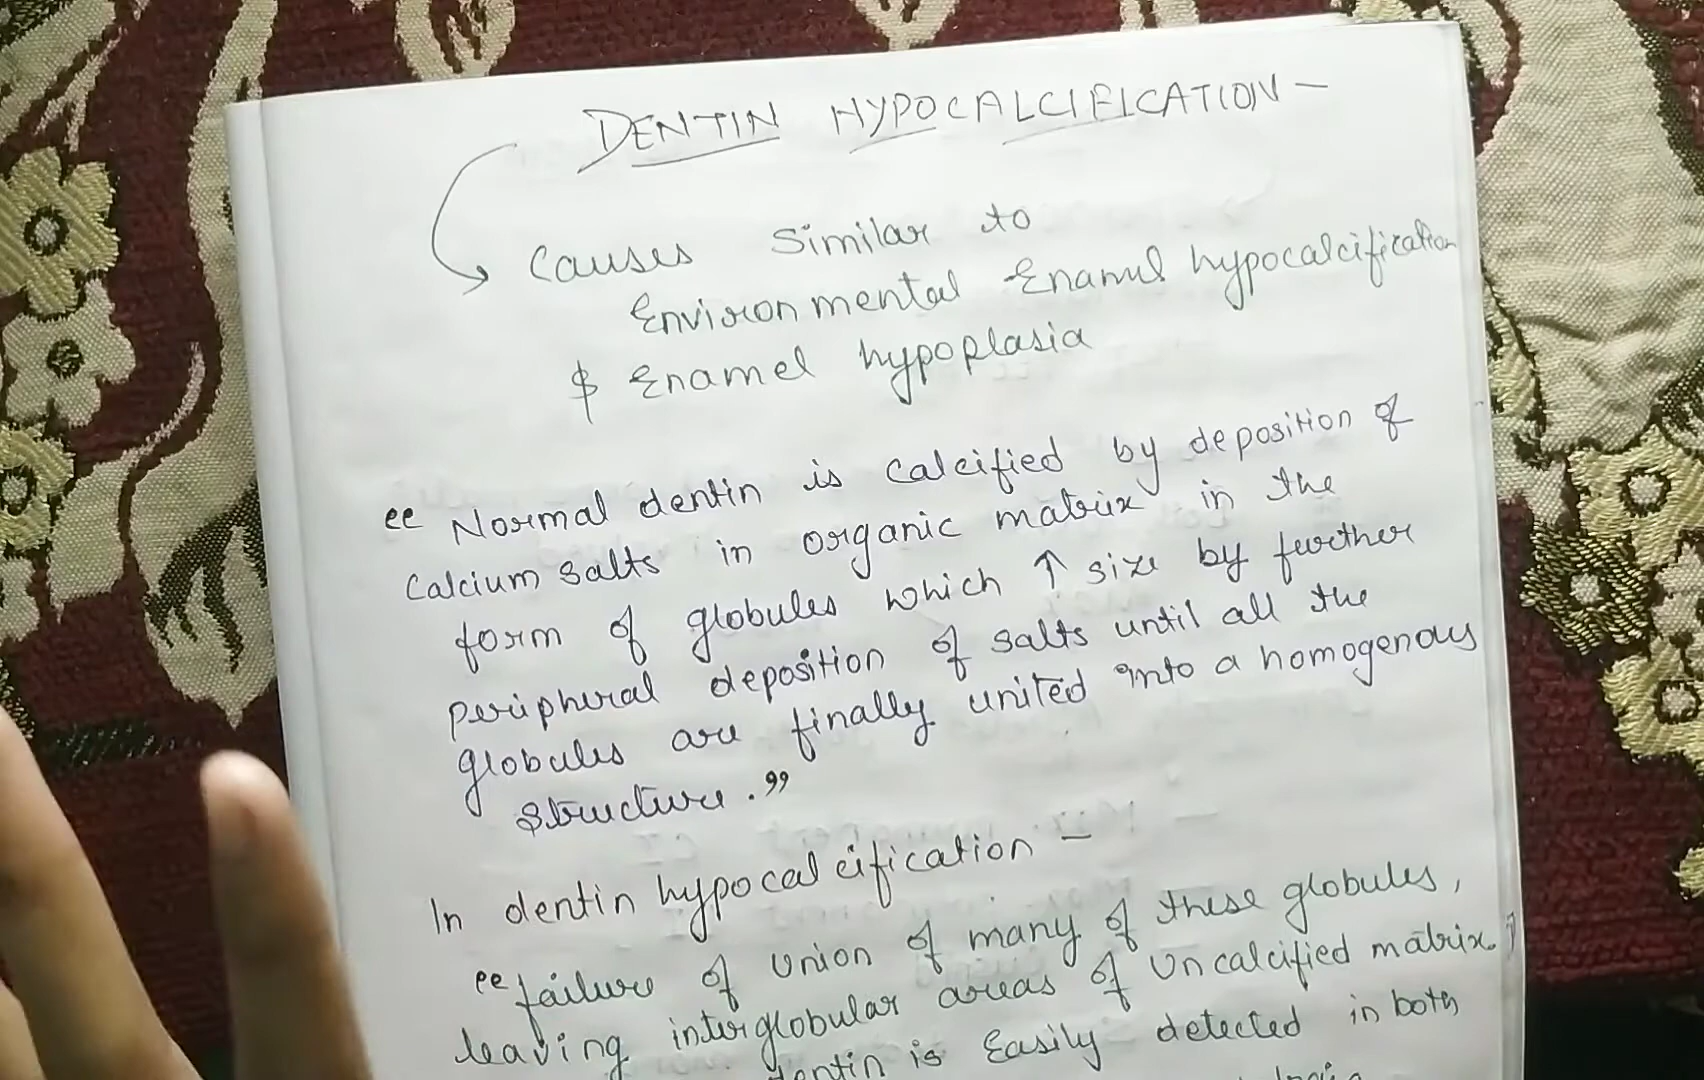 DENTIN HYPOCALCIFICATION -
Causes Similar to
Environmental Enamel hypocalcification
& Enamel hypoplasia
"Normal dentin is calcified by deposition of
Calcium salts in organic matrix in the
form of globules which ↑ size by further
peripheral deposition of salts until all the
globules are finally united into a homogenous
structure."
In dentin hypocalcification -
"failure of union of many of these globules,
leaving interglobular areas of uncalcified matrix."
dentin is Easily detected in both